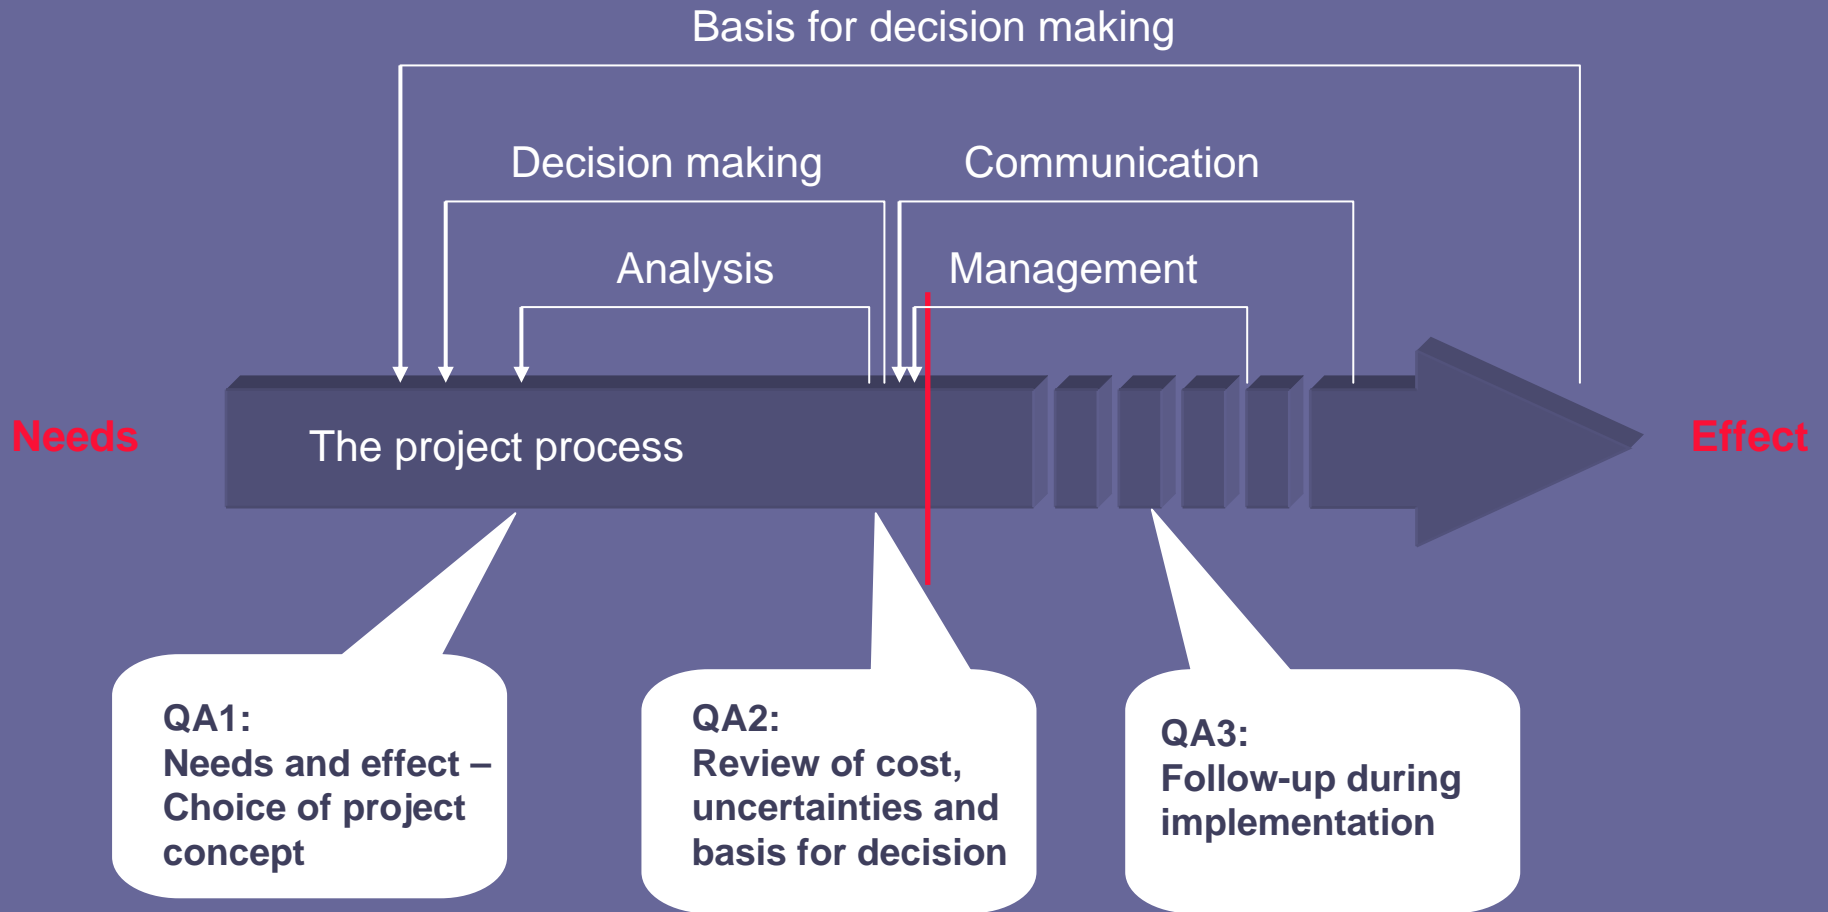 Basis for decision making
Decision making
Communication
Analysis
Management
Needs
The project process
Effect
QA1:
Needs and effect –
Choice of project
concept
QA2:
Review of cost,
uncertainties and
basis for decision
QA3:
Follow-up during
implementation